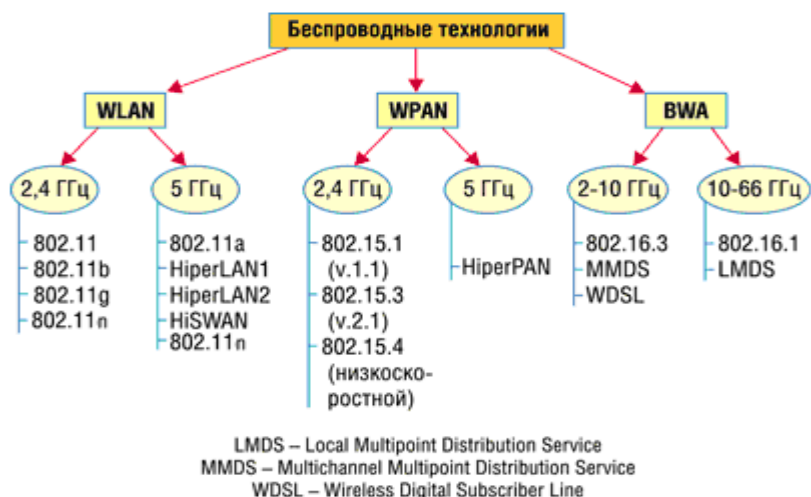 Беспроводные технологии
WLAN
WPAN
BWA
2,4 ГГц
5 ГГц
2,4 ГГц
5 ГГц
2-10 ГГц
10-66 ГГц
802.11
802.11b
802.11g
802.11n
802.11a
HiperLAN1
HiperLAN2
HiSWAN
802.11n
802.15.1
(v.1.1)
802.15.3
(v.2.1)
802.15.4
(низкоско-
ростной)
HiperPAN
802.16.3
MMDS
WDSL
802.16.1
LMDS
LMDS – Local Multipoint Distribution Service
MMDS – Multichannel Multipoint Distribution Service
WDSL – Wireless Digital Subscriber Line